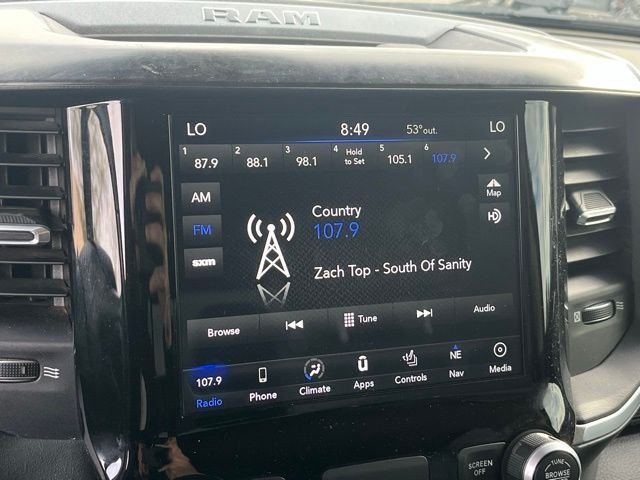 RAM
LO 8:49 53°out. LO
1 87.9 2 88.1 3 98.1 4 Hold to Set 5 105.1 6 107.9
AM
Map
FM
HD
sxm
Country
107.9
Zach Top - South Of Sanity
Browse Tune Audio
107.9 NE
Radio Phone Climate Apps Controls Nav Media
SCREEN OFF
TUNE
BROWSE